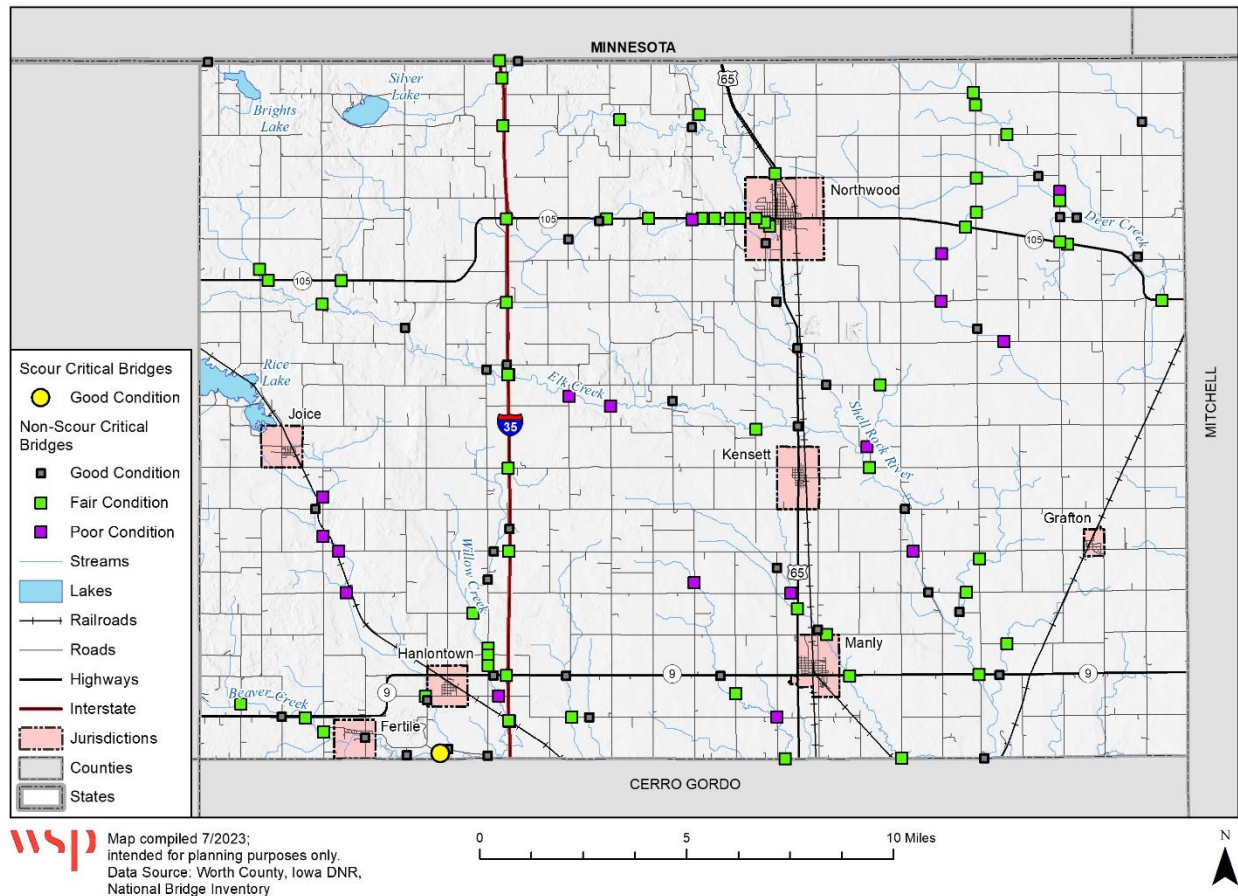 MINNESOTA
Silver
Lake
Brights
Lake
65
Northwood
105
105
Deer Creek
105
Rice
Lake
Joice
Elk Creek
35
Shell Rock River
Kensett
MITCHELL
Grafton
Willow Creek
65
Hanlontown
Manly
9
9
9
Beaver Creek
Fertile
CERRO GORDO
Scour Critical Bridges
Good Condition
Non-Scour Critical
Bridges
Good Condition
Fair Condition
Poor Condition
Streams
Lakes
Railroads
Roads
Highways
Interstate
Jurisdictions
Counties
States
wsp
Map compiled 7/2023;
intended for planning purposes only.
Data Source: Worth County, Iowa DNR,
National Bridge Inventory
0 5 10 Miles
N